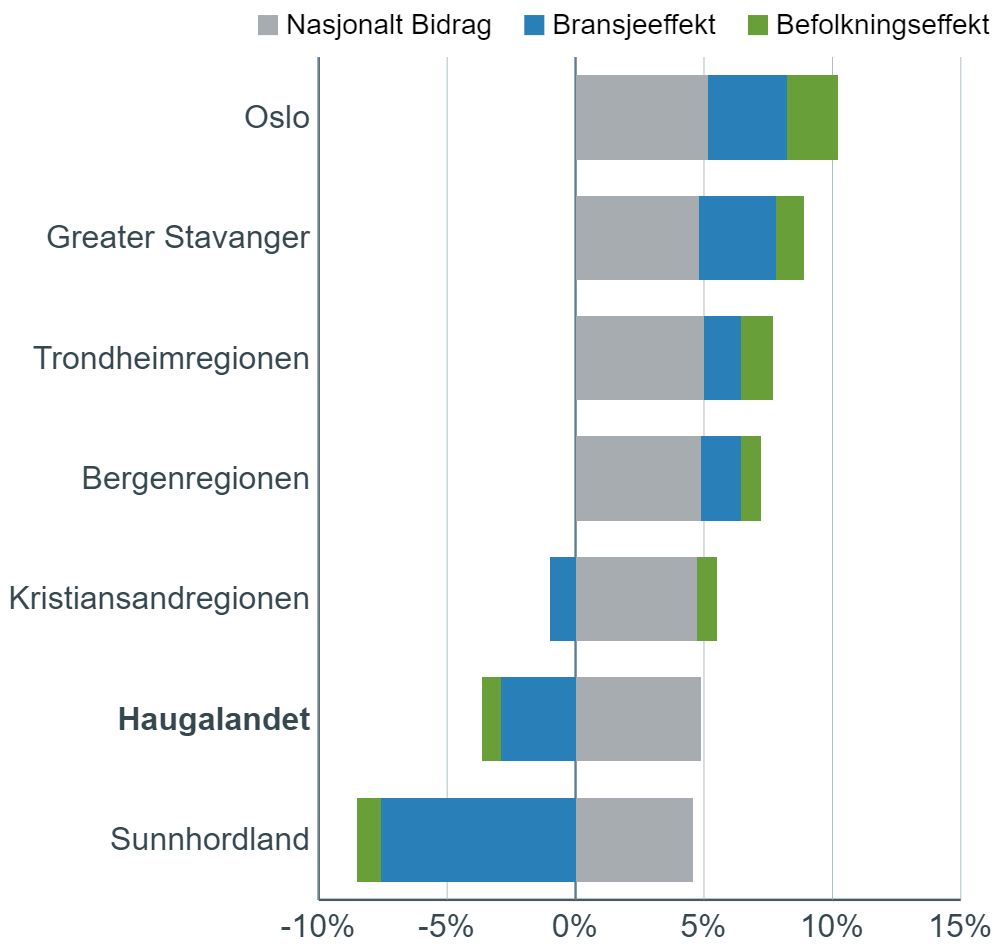 Nasjonalt Bidrag Bransjeeffekt Befolkningseffekt
Oslo
Greater Stavanger
Trondheimregionen
Bergenregionen
Kristiansandregionen
Haugalandet
Sunnhordland
-10% -5% 0% 5% 10% 15%